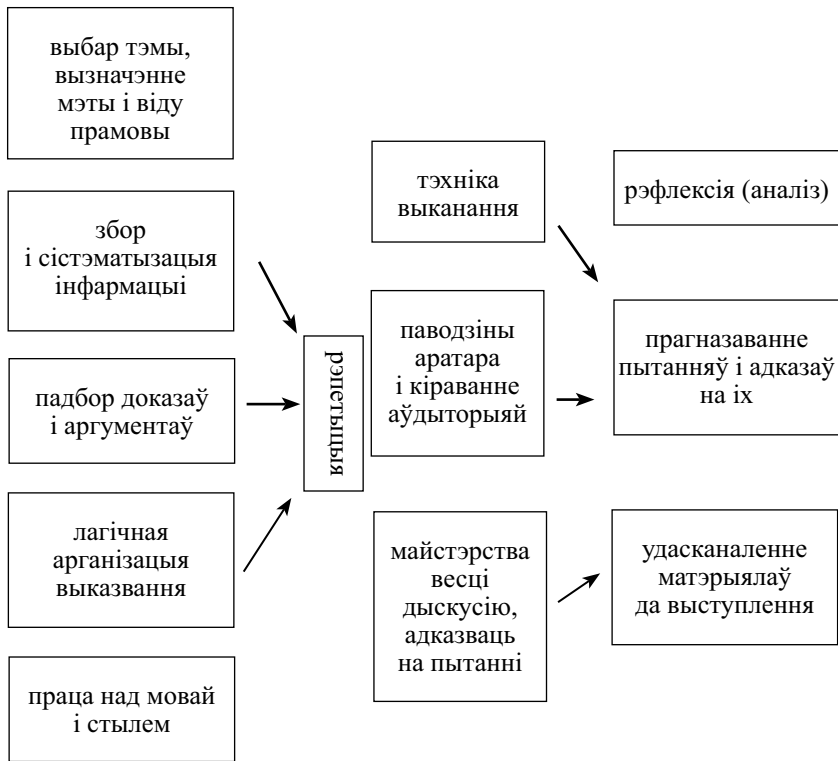 выбар тэмы,
вызначэнне
мэты і віду
прамовы
збор
і сістэматызацыя
інфармацыі
падбор доказаў
і аргументаў
лагічная
арганізацыя
выказвання
праца над мовай
і стылем
рэпетыцыя
тэхніка
выканання
паводзіны
аратара
і кіраванне
аўдыторыяй
майстэрства
весці
дыскусію,
адказваць
на пытанні
рэфлексія (аналіз)
прагназаванне
пытанняў і адказаў
на іх
удасканаленне
матэрыялаў
да выступлення